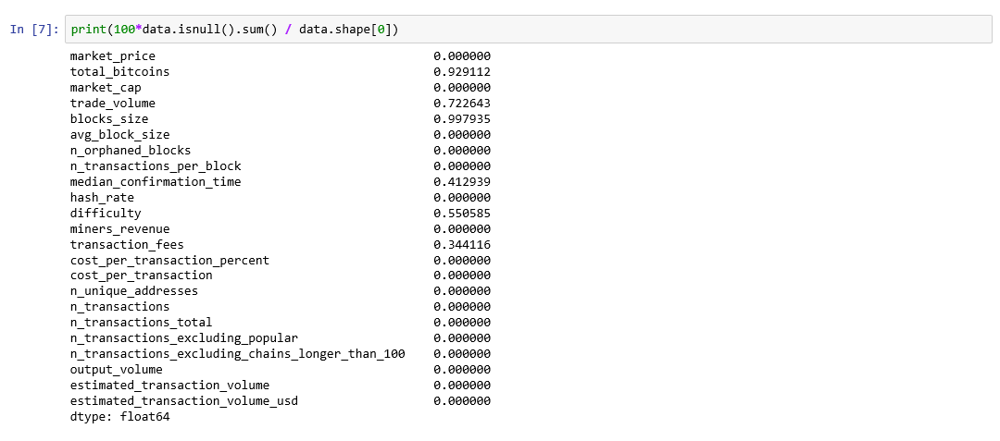 In [7]: print(100*data.isnull().sum() / data.shape[0])
market_price 0.000000
total_bitcoins 0.929112
market_cap 0.000000
trade_volume 0.722643
blocks_size 0.997935
avg_block_size 0.000000
n_orphaned_blocks 0.000000
n_transactions_per_block 0.000000
median_confirmation_time 0.412939
hash_rate 0.000000
difficulty 0.550585
miners_revenue 0.000000
transaction_fees 0.344116
cost_per_transaction_percent 0.000000
cost_per_transaction 0.000000
n_unique_addresses 0.000000
n_transactions 0.000000
n_transactions_total 0.000000
n_transactions_excluding_popular 0.000000
n_transactions_excluding_chains_longer_than_100 0.000000
output_volume 0.000000
estimated_transaction_volume 0.000000
estimated_transaction_volume_usd 0.000000
dtype: float64